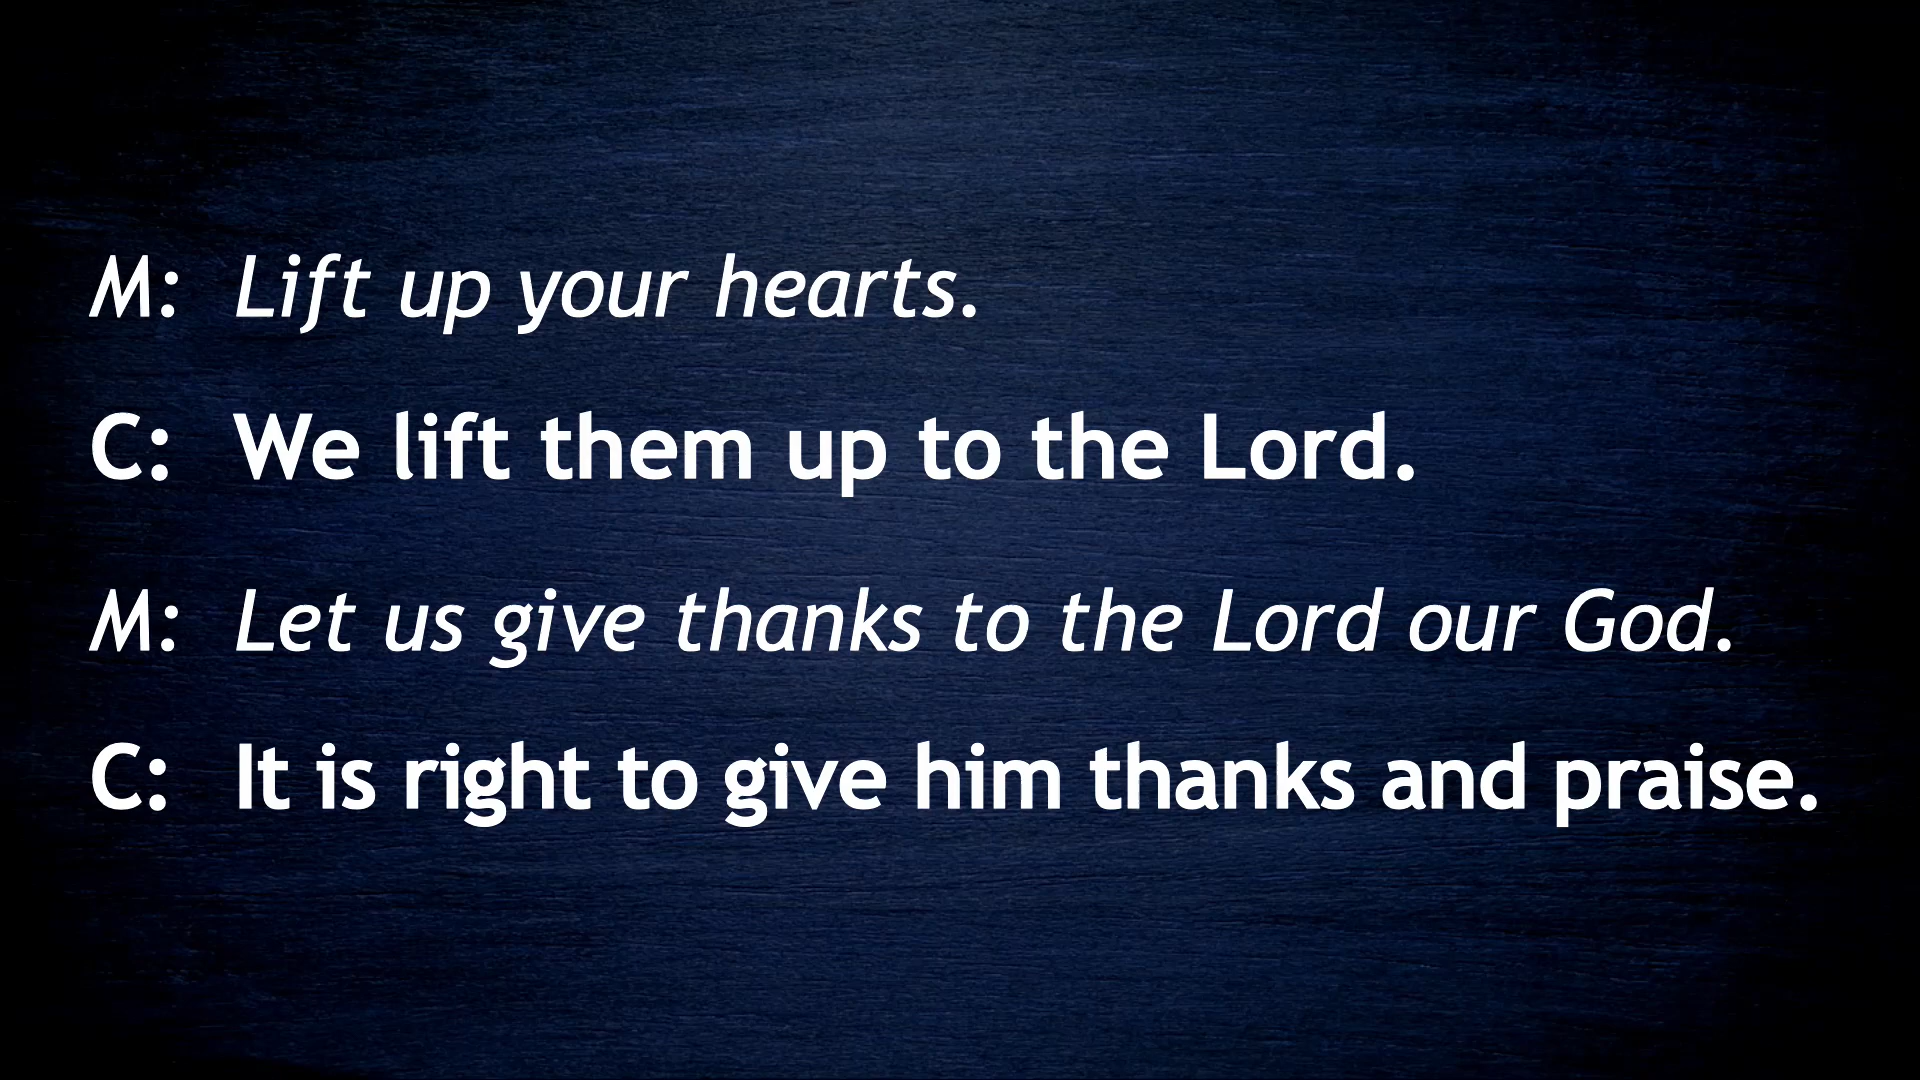 M: Lift up your hearts.
C: We lift them up to the Lord.
M: Let us give thanks to the Lord our God.
C: It is right to give him thanks and praise.